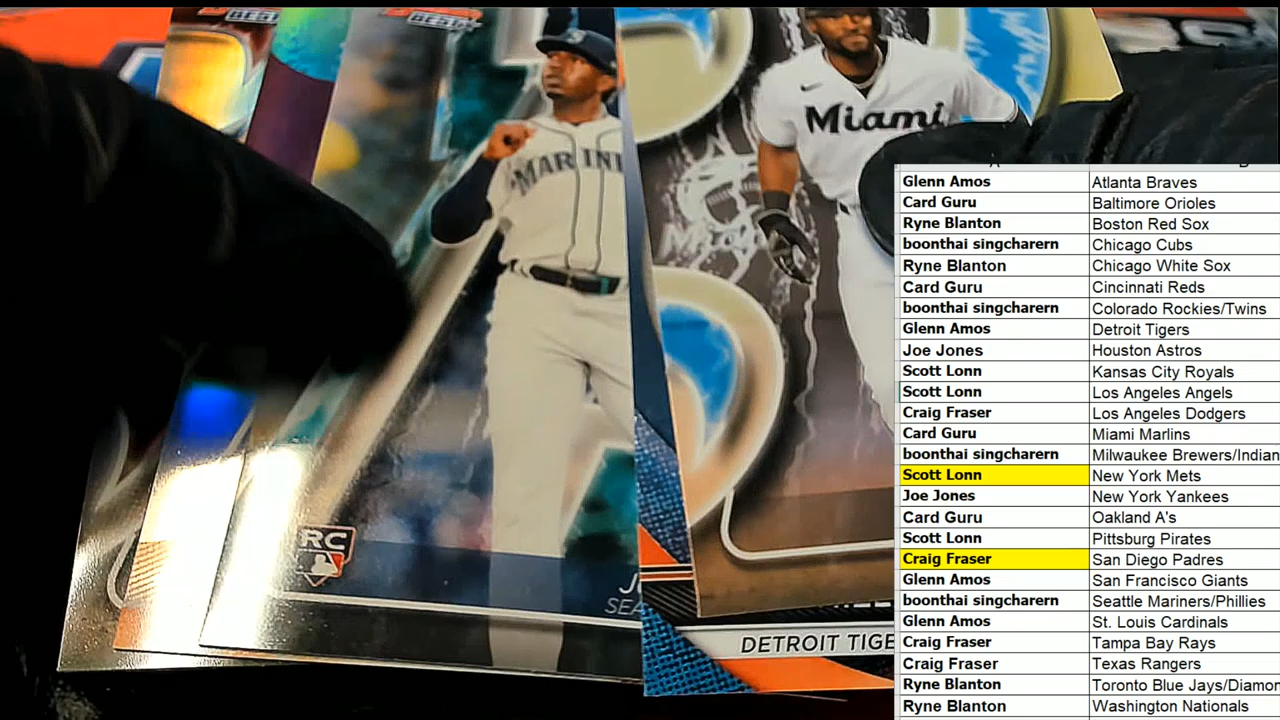 BEST
BEST
MARINE
Miami
Miami
RC
J
SEA
DETROIT TIGE
Glenn Amos Atlanta Braves
Card Guru Baltimore Orioles
Ryne Blanton Boston Red Sox
boonthai singcharern Chicago Cubs
Ryne Blanton Chicago White Sox
Card Guru Cincinnati Reds
boonthai singcharern Colorado Rockies/Twins
Glenn Amos Detroit Tigers
Joe Jones Houston Astros
Scott Lonn Kansas City Royals
Scott Lonn Los Angeles Angels
Craig Fraser Los Angeles Dodgers
Card Guru Miami Marlins
boonthai singcharern Milwaukee Brewers/Indian
Scott Lonn New York Mets
Joe Jones New York Yankees
Card Guru Oakland A's
Scott Lonn Pittsburg Pirates
Craig Fraser San Diego Padres
Glenn Amos San Francisco Giants
boonthai singcharern Seattle Mariners/Phillies
Glenn Amos St. Louis Cardinals
Craig Fraser Tampa Bay Rays
Craig Fraser Texas Rangers
Ryne Blanton Toronto Blue Jays/Diamon
Ryne Blanton Washington Nationals